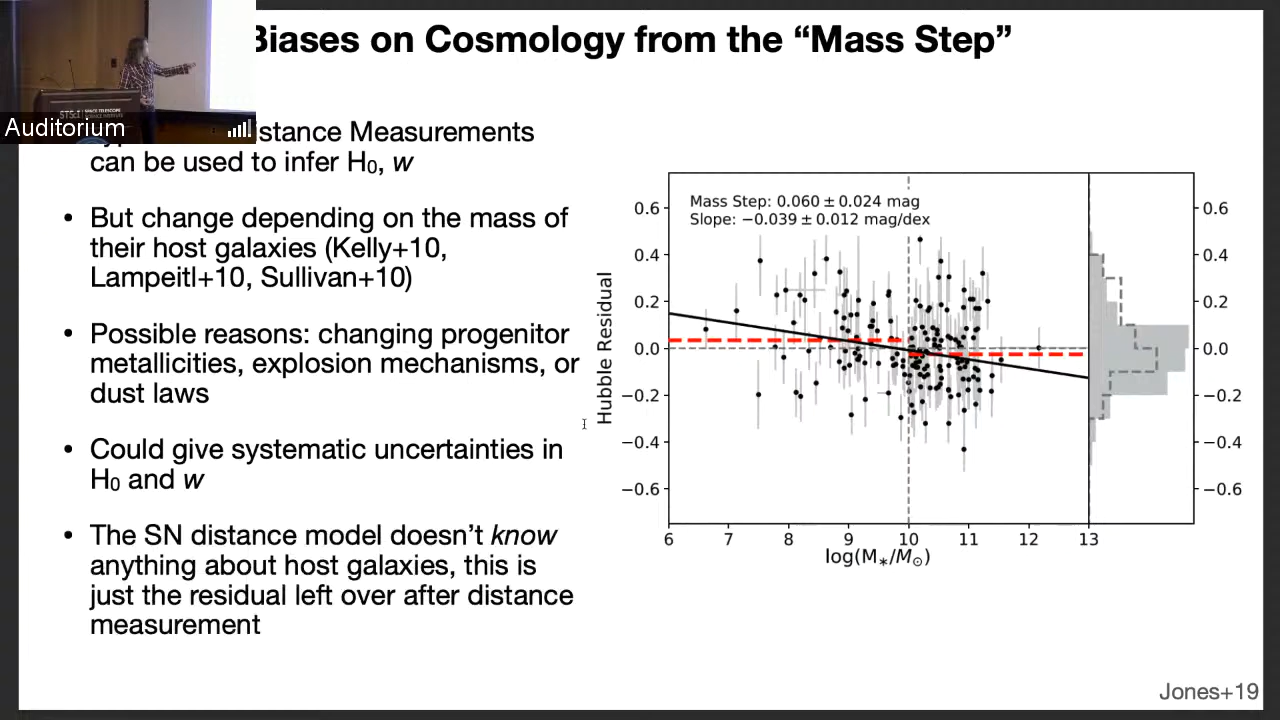 Biases on Cosmology from the “Mass Step”
STScI | SPACE TELESCOPE
SCIENCE INSTITUTE
Auditorium
istance Measurements
can be used to infer H₀, w
• But change depending on the mass of
their host galaxies (Kelly+10,
Lampeitl+10, Sullivan+10)
• Possible reasons: changing progenitor
metallicities, explosion mechanisms, or
dust laws
• Could give systematic uncertainties in
H₀ and w
• The SN distance model doesn’t know
anything about host galaxies, this is
just the residual left over after distance
measurement
Mass Step: 0.060 ± 0.024 mag
Slope: −0.039 ± 0.012 mag/dex
Hubble Residual
0.6
0.4
0.2
0.0
−0.2
−0.4
−0.6
0.6
0.4
0.2
0.0
−0.2
−0.4
−0.6
6 7 8 9 10 11 12 13
log(M∗/M⊙)
Jones+19